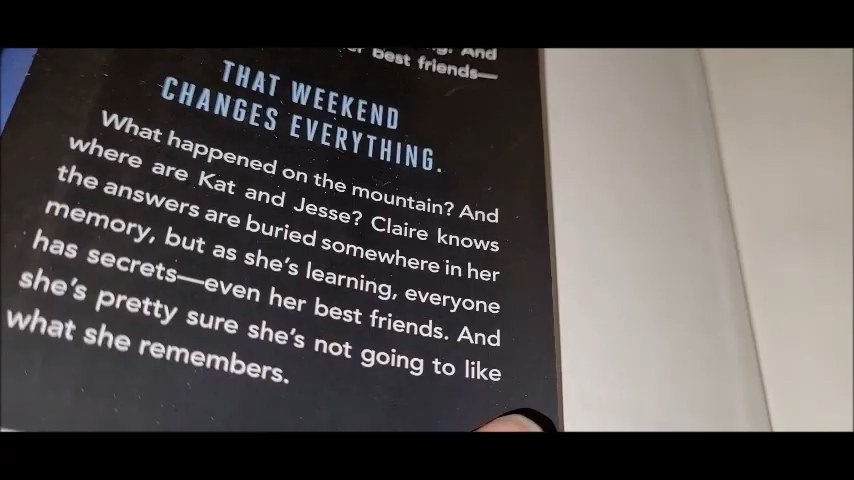 And
best friends—
THAT WEEKEND
CHANGES EVERYTHING.
What happened on the mountain? And
where are Kat and Jesse? Claire knows
the answers are buried somewhere in her
memory, but as she's learning, everyone
has secrets—even her best friends. And
she's pretty sure she's not going to like
what she remembers.